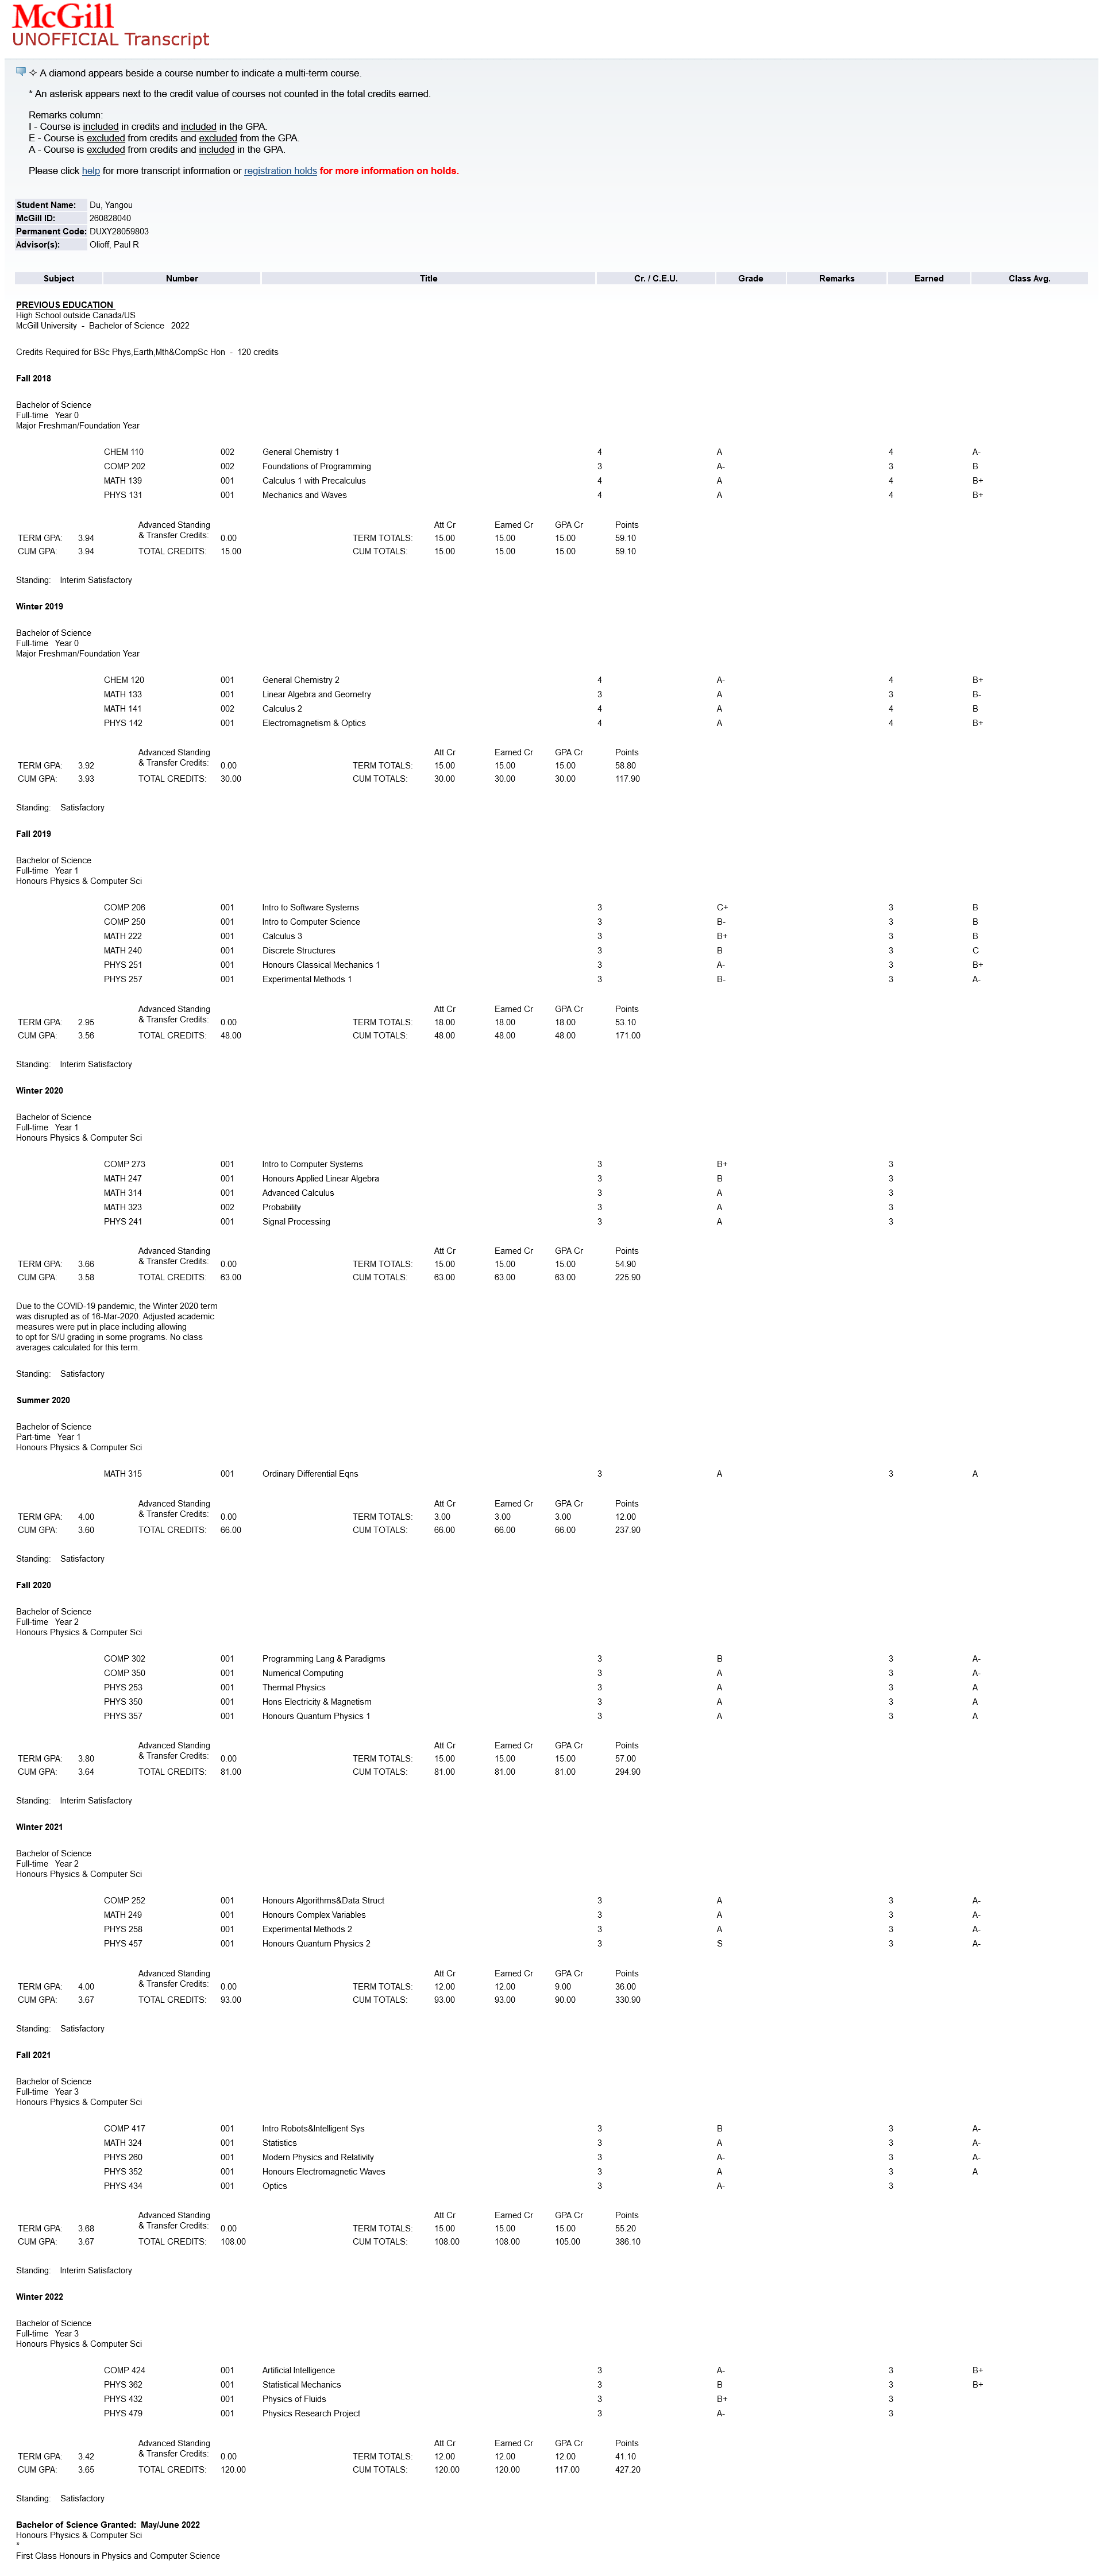 McGill
UNOFFICIAL Transcript
✧ A diamond appears beside a course number to indicate a multi-term course.
* An asterisk appears next to the credit value of courses not counted in the total credits earned.
Remarks column:
I - Course is included in credits and included in the GPA.
E - Course is excluded from credits and excluded from the GPA.
A - Course is excluded from credits and included in the GPA.
Please click help for more transcript information or registration holds for more information on holds.
Student Name: Du, Yangou
McGill ID: 260828040
Permanent Code: DUXY28059803
Advisor(s): Olioff, Paul R
Subject Number Title Cr. / C.E.U. Grade Remarks Earned Class Avg.
PREVIOUS EDUCATION
High School outside Canada/US
McGill University - Bachelor of Science 2022
Credits Required for BSc Phys,Earth,Mth&CompSc Hon - 120 credits
Fall 2018
Bachelor of Science
Full-time Year 0
Major Freshman/Foundation Year
CHEM 110 002 General Chemistry 1 4 A 4 A-
COMP 202 002 Foundations of Programming 3 A- 3 B
MATH 139 001 Calculus 1 with Precalculus 4 A 4 B+
PHYS 131 001 Mechanics and Waves 4 A 4 B+
Advanced Standing Att Cr Earned Cr GPA Cr Points
TERM GPA: 3.94 & Transfer Credits: 0.00 TERM TOTALS: 15.00 15.00 15.00 59.10
CUM GPA: 3.94 TOTAL CREDITS: 15.00 CUM TOTALS: 15.00 15.00 15.00 59.10
Standing: Interim Satisfactory
Winter 2019
Bachelor of Science
Full-time Year 0
Major Freshman/Foundation Year
CHEM 120 001 General Chemistry 2 4 A- 4 B+
MATH 133 001 Linear Algebra and Geometry 3 A 3 B-
MATH 141 002 Calculus 2 4 A 4 B
PHYS 142 001 Electromagnetism & Optics 4 A 4 B+
Advanced Standing Att Cr Earned Cr GPA Cr Points
TERM GPA: 3.92 & Transfer Credits: 0.00 TERM TOTALS: 15.00 15.00 15.00 58.80
CUM GPA: 3.93 TOTAL CREDITS: 30.00 CUM TOTALS: 30.00 30.00 30.00 117.90
Standing: Satisfactory
Fall 2019
Bachelor of Science
Full-time Year 1
Honours Physics & Computer Sci
COMP 206 001 Intro to Software Systems 3 C+ 3 B
COMP 250 001 Intro to Computer Science 3 B- 3 B
MATH 222 001 Calculus 3 3 B+ 3 B
MATH 240 001 Discrete Structures 3 B 3 C
PHYS 251 001 Honours Classical Mechanics 1 3 A- 3 B+
PHYS 257 001 Experimental Methods 1 3 B- 3 A-
Advanced Standing Att Cr Earned Cr GPA Cr Points
TERM GPA: 2.95 & Transfer Credits: 0.00 TERM TOTALS: 18.00 18.00 18.00 53.10
CUM GPA: 3.56 TOTAL CREDITS: 48.00 CUM TOTALS: 48.00 48.00 48.00 171.00
Standing: Interim Satisfactory
Winter 2020
Bachelor of Science
Full-time Year 1
Honours Physics & Computer Sci
COMP 273 001 Intro to Computer Systems 3 B+ 3
MATH 247 001 Honours Applied Linear Algebra 3 B 3
MATH 314 001 Advanced Calculus 3 A 3
MATH 323 002 Probability 3 A 3
PHYS 241 001 Signal Processing 3 A 3
Advanced Standing Att Cr Earned Cr GPA Cr Points
TERM GPA: 3.66 & Transfer Credits: 0.00 TERM TOTALS: 15.00 15.00 15.00 54.90
CUM GPA: 3.58 TOTAL CREDITS: 63.00 CUM TOTALS: 63.00 63.00 63.00 225.90
Due to the COVID-19 pandemic, the Winter 2020 term
was disrupted as of 16-Mar-2020. Adjusted academic
measures were put in place including allowing
to opt for S/U grading in some programs. No class
averages calculated for this term.
Standing: Satisfactory
Summer 2020
Bachelor of Science
Part-time Year 1
Honours Physics & Computer Sci
MATH 315 001 Ordinary Differential Eqns 3 A 3 A
Advanced Standing Att Cr Earned Cr GPA Cr Points
TERM GPA: 4.00 & Transfer Credits: 0.00 TERM TOTALS: 3.00 3.00 3.00 12.00
CUM GPA: 3.60 TOTAL CREDITS: 66.00 CUM TOTALS: 66.00 66.00 66.00 237.90
Standing: Satisfactory
Fall 2020
Bachelor of Science
Full-time Year 2
Honours Physics & Computer Sci
COMP 302 001 Programming Lang & Paradigms 3 B 3 A-
COMP 350 001 Numerical Computing 3 A 3 A-
PHYS 253 001 Thermal Physics 3 A 3 A
PHYS 350 001 Hons Electricity & Magnetism 3 A 3 A
PHYS 357 001 Honours Quantum Physics 1 3 A 3 A
Advanced Standing Att Cr Earned Cr GPA Cr Points
TERM GPA: 3.80 & Transfer Credits: 0.00 TERM TOTALS: 15.00 15.00 15.00 57.00
CUM GPA: 3.64 TOTAL CREDITS: 81.00 CUM TOTALS: 81.00 81.00 81.00 294.90
Standing: Interim Satisfactory
Winter 2021
Bachelor of Science
Full-time Year 2
Honours Physics & Computer Sci
COMP 252 001 Honours Algorithms&Data Struct 3 A 3 A-
MATH 249 001 Honours Complex Variables 3 A 3 A-
PHYS 258 001 Experimental Methods 2 3 A 3 A-
PHYS 457 001 Honours Quantum Physics 2 3 S 3 A-
Advanced Standing Att Cr Earned Cr GPA Cr Points
TERM GPA: 4.00 & Transfer Credits: 0.00 TERM TOTALS: 12.00 12.00 9.00 36.00
CUM GPA: 3.67 TOTAL CREDITS: 93.00 CUM TOTALS: 93.00 93.00 90.00 330.90
Standing: Satisfactory
Fall 2021
Bachelor of Science
Full-time Year 3
Honours Physics & Computer Sci
COMP 417 001 Intro Robots&Intelligent Sys 3 B 3 A-
MATH 324 001 Statistics 3 A 3 A-
PHYS 260 001 Modern Physics and Relativity 3 A- 3 A-
PHYS 352 001 Honours Electromagnetic Waves 3 A 3 A
PHYS 434 001 Optics 3 A- 3
Advanced Standing Att Cr Earned Cr GPA Cr Points
TERM GPA: 3.68 & Transfer Credits: 0.00 TERM TOTALS: 15.00 15.00 15.00 55.20
CUM GPA: 3.67 TOTAL CREDITS: 108.00 CUM TOTALS: 108.00 108.00 105.00 386.10
Standing: Interim Satisfactory
Winter 2022
Bachelor of Science
Full-time Year 3
Honours Physics & Computer Sci
COMP 424 001 Artificial Intelligence 3 A- 3 B+
PHYS 362 001 Statistical Mechanics 3 B 3 B+
PHYS 432 001 Physics of Fluids 3 B+ 3
PHYS 479 001 Physics Research Project 3 A- 3
Advanced Standing Att Cr Earned Cr GPA Cr Points
TERM GPA: 3.42 & Transfer Credits: 0.00 TERM TOTALS: 12.00 12.00 12.00 41.10
CUM GPA: 3.65 TOTAL CREDITS: 120.00 CUM TOTALS: 120.00 120.00 117.00 427.20
Standing: Satisfactory
Bachelor of Science Granted: May/June 2022
Honours Physics & Computer Sci
*
First Class Honours in Physics and Computer Science